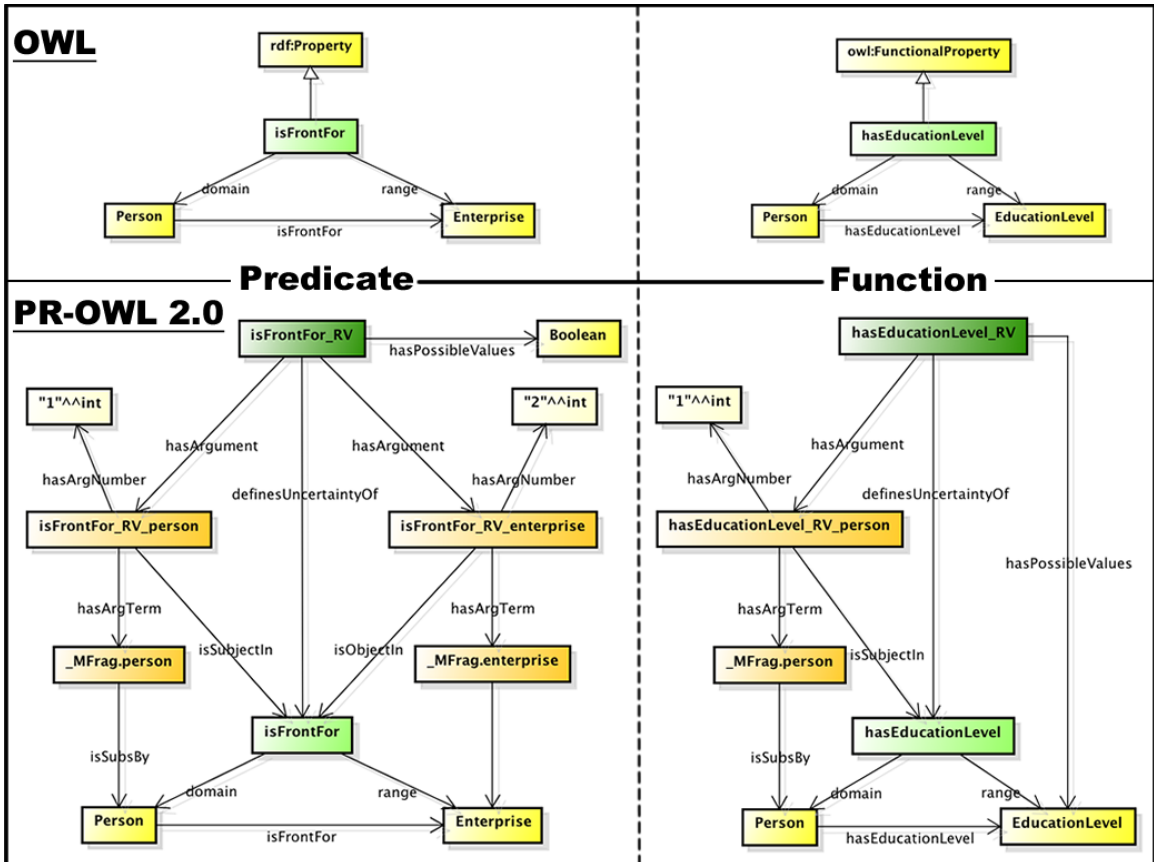 OWL
rdf:Property
owl:FunctionalProperty
isFrontFor
hasEducationLevel
domain
range
domain
range
Person
Enterprise
Person
EducationLevel
isFrontFor
hasEducationLevel
Predicate
Function
PR-OWL 2.0
isFrontFor_RV
Boolean
hasEducationLevel_RV
hasPossibleValues
"1"^^int
"2"^^int
"1"^^int
hasArgument
hasArgument
hasArgument
hasArgNumber
hasArgNumber
hasArgNumber
definesUncertaintyOf
definesUncertaintyOf
isFrontFor_RV_person
isFrontFor_RV_enterprise
hasEducationLevel_RV_person
hasPossibleValues
hasArgTerm
hasArgTerm
hasArgTerm
isSubjectIn
isObjectIn
isSubjectIn
_MFrag.person
_MFrag.enterprise
_MFrag.person
isFrontFor
hasEducationLevel
isSubsBy
isSubsBy
domain
range
domain
range
Person
Enterprise
Person
EducationLevel
isFrontFor
hasEducationLevel